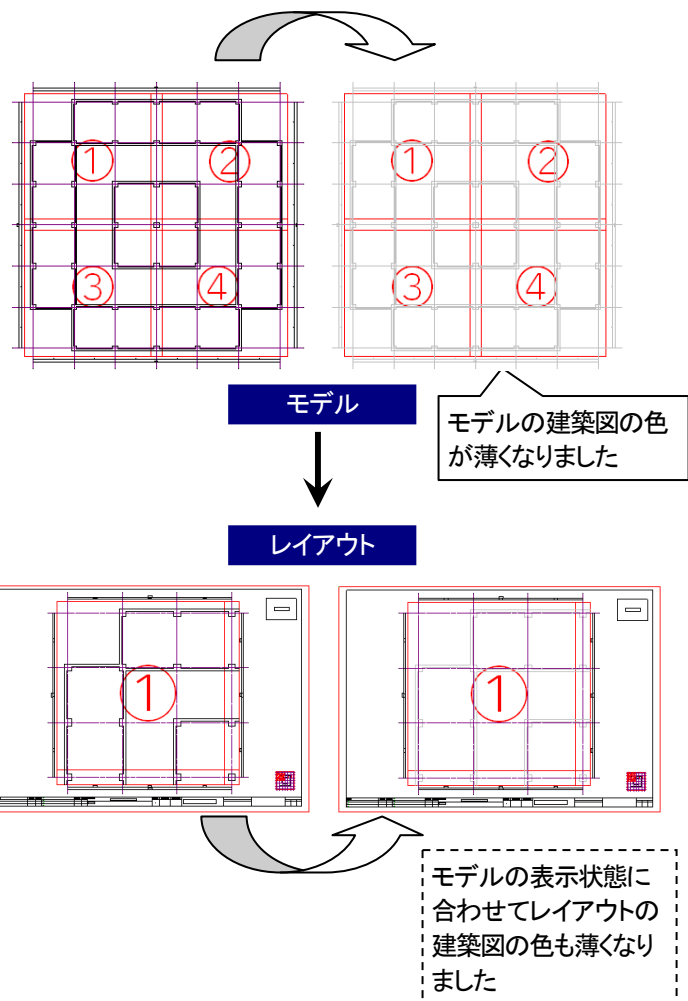 ① ② ① ②
③ ④ ③ ④
モデル
モデルの建築図の色
が薄くなりました
レイアウト
① ①
モデルの表示状態に
合わせてレイアウトの
建築図の色も薄くなり
ました